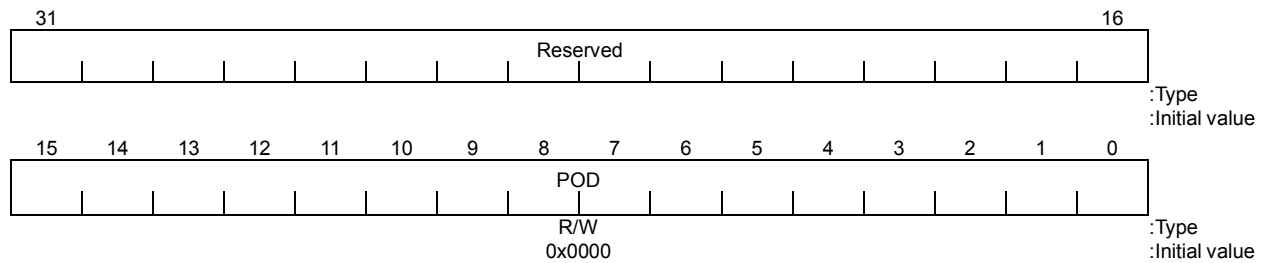 31 16
Reserved
:Type
:Initial value
15 14 13 12 11 10 9 8 7 6 5 4 3 2 1 0
POD
R/W :Type
0x0000 :Initial value